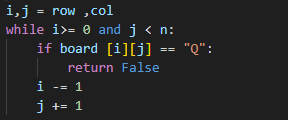 i,j = row ,col
while i>= 0 and j < n:
    if board [i][j] == "Q":
        return False
    i -= 1
    j += 1